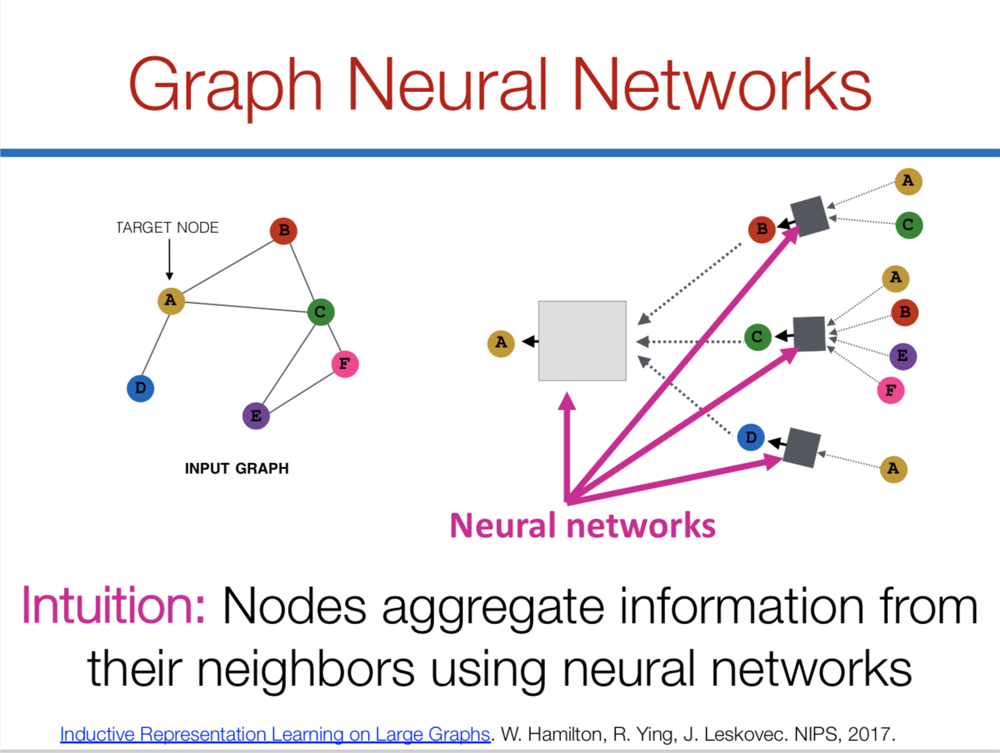 Graph Neural Networks
TARGET NODE
A
B
C
D
E
F
INPUT GRAPH
A
B
C
D
A
C
A
B
E
F
A
Neural networks
Intuition: Nodes aggregate information from
their neighbors using neural networks
Inductive Representation Learning on Large Graphs. W. Hamilton, R. Ying, J. Leskovec. NIPS, 2017.